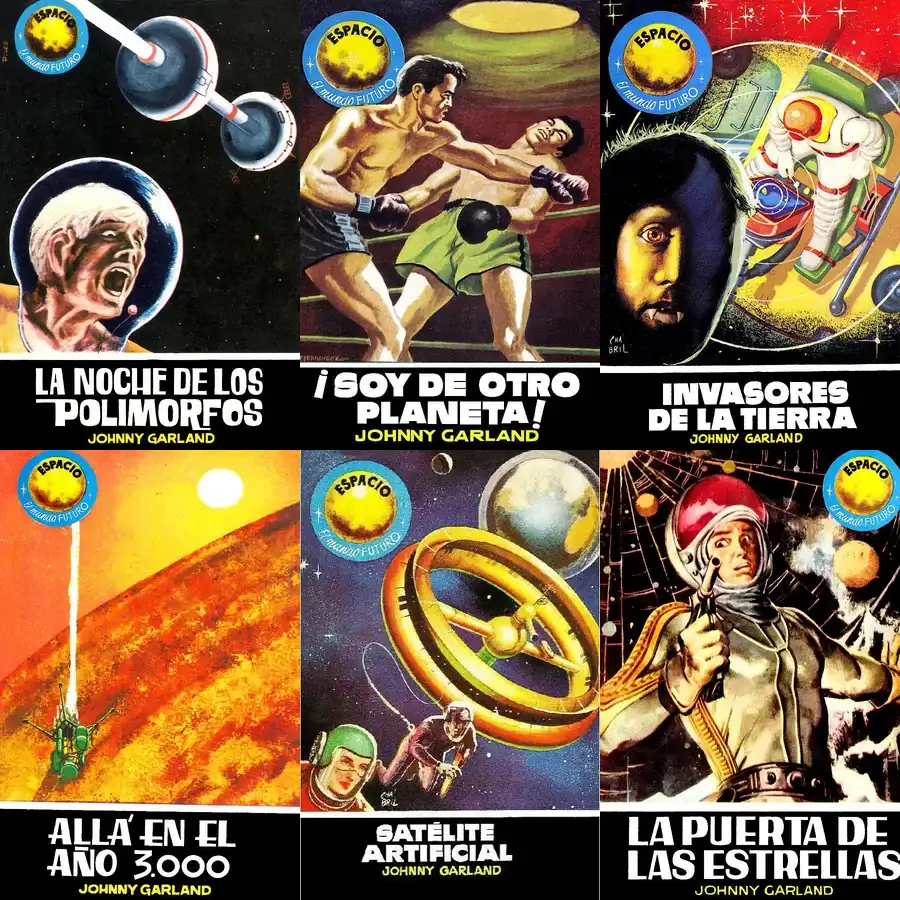 ESPACIO
El mundo FUTURO
LA NOCHE DE LOS
POLIMORFOS
JOHNNY GARLAND
ESPACIO
El mundo FUTURO
¡SOY DE OTRO
PLANETA!
JOHNNY GARLAND
ESPACIO
El mundo FUTURO
CHA
BRIL
INVASORES
DE LA TIERRA
JOHNNY GARLAND
ESPACIO
El mundo FUTURO
ALLÁ EN EL
AÑO 3.000
JOHNNY GARLAND
ESPACIO
El mundo FUTURO
CHA
BRIL
SATÉLITE
ARTIFICIAL
JOHNNY GARLAND
ESPACIO
El mundo FUTURO
LA PUERTA DE
LAS ESTRELLAS
JOHNNY GARLAND